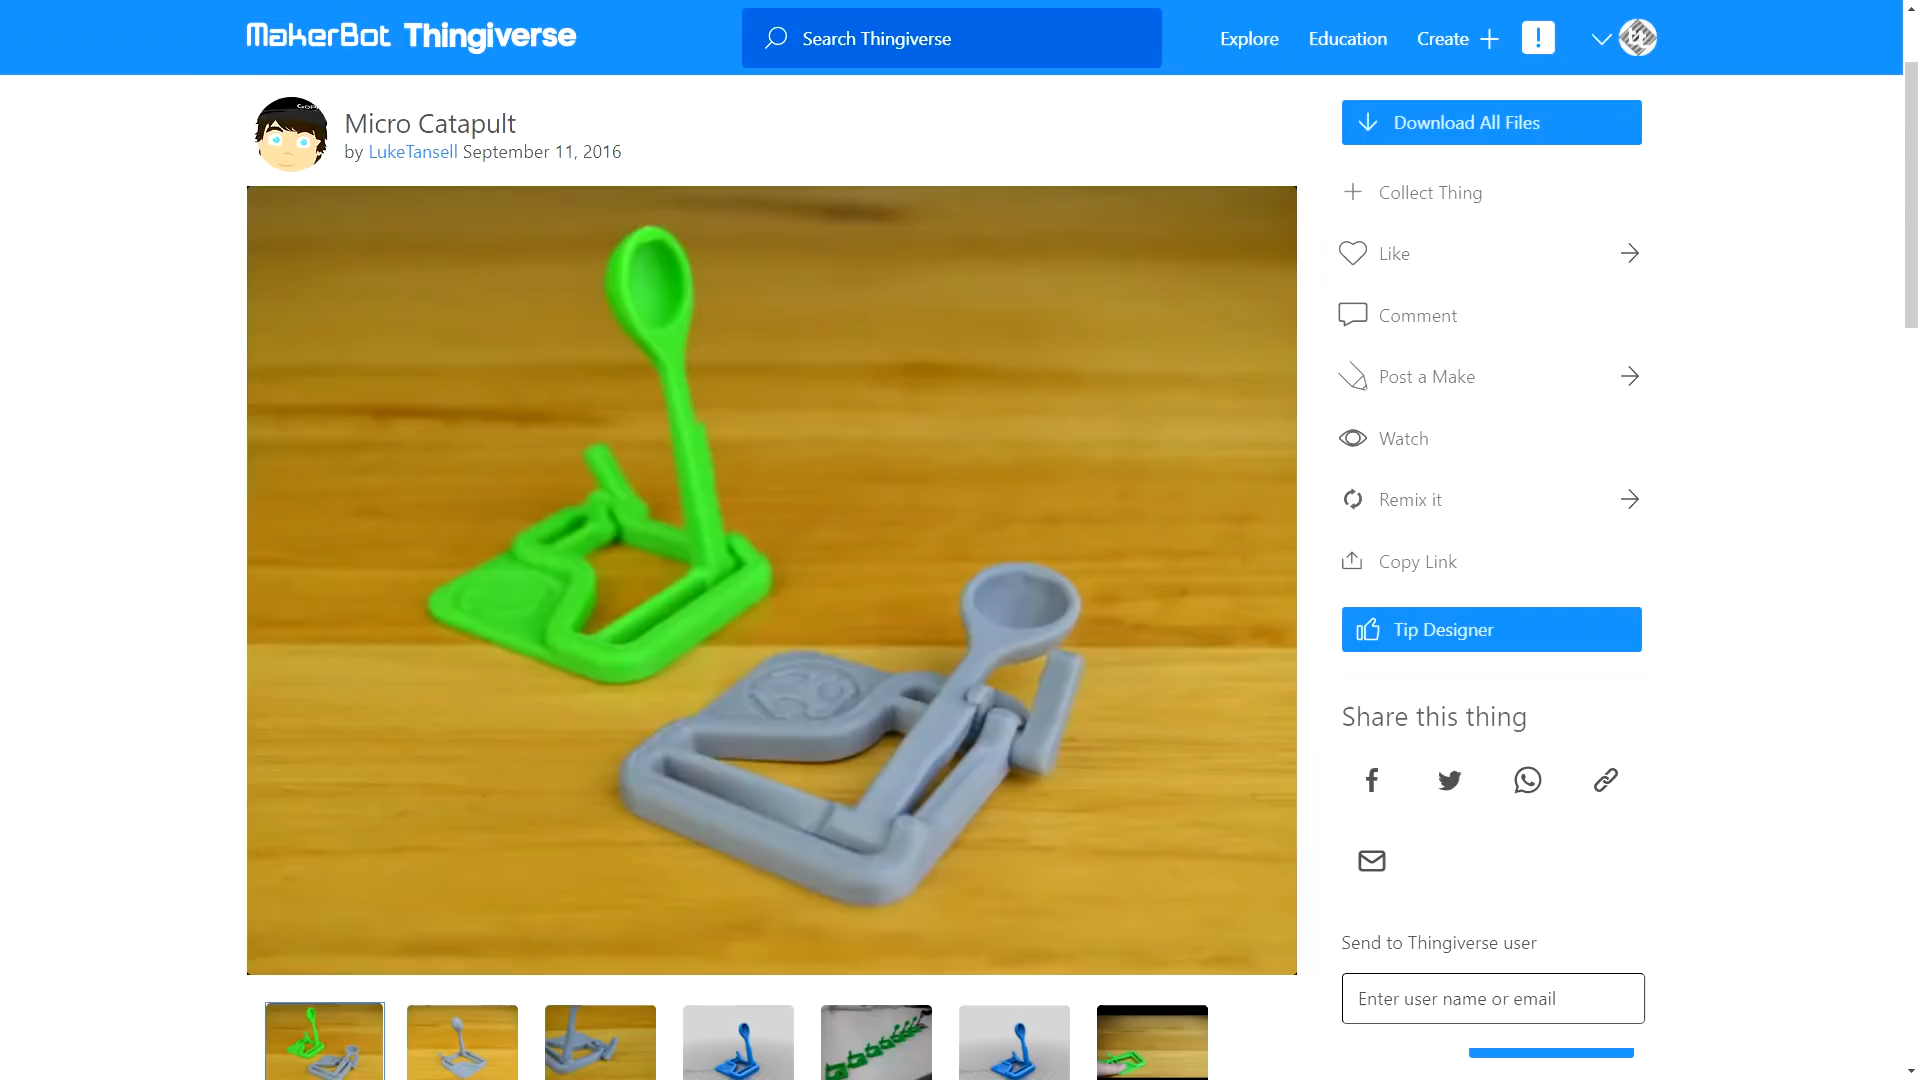 MakerBot Thingiverse
Search Thingiverse
Explore
Education
Create
Micro Catapult
by LukeTansell September 11, 2016
Download All Files
Collect Thing
Like
Comment
Post a Make
Watch
Remix it
Copy Link
Tip Designer
Share this thing
Send to Thingiverse user
Enter user name or email